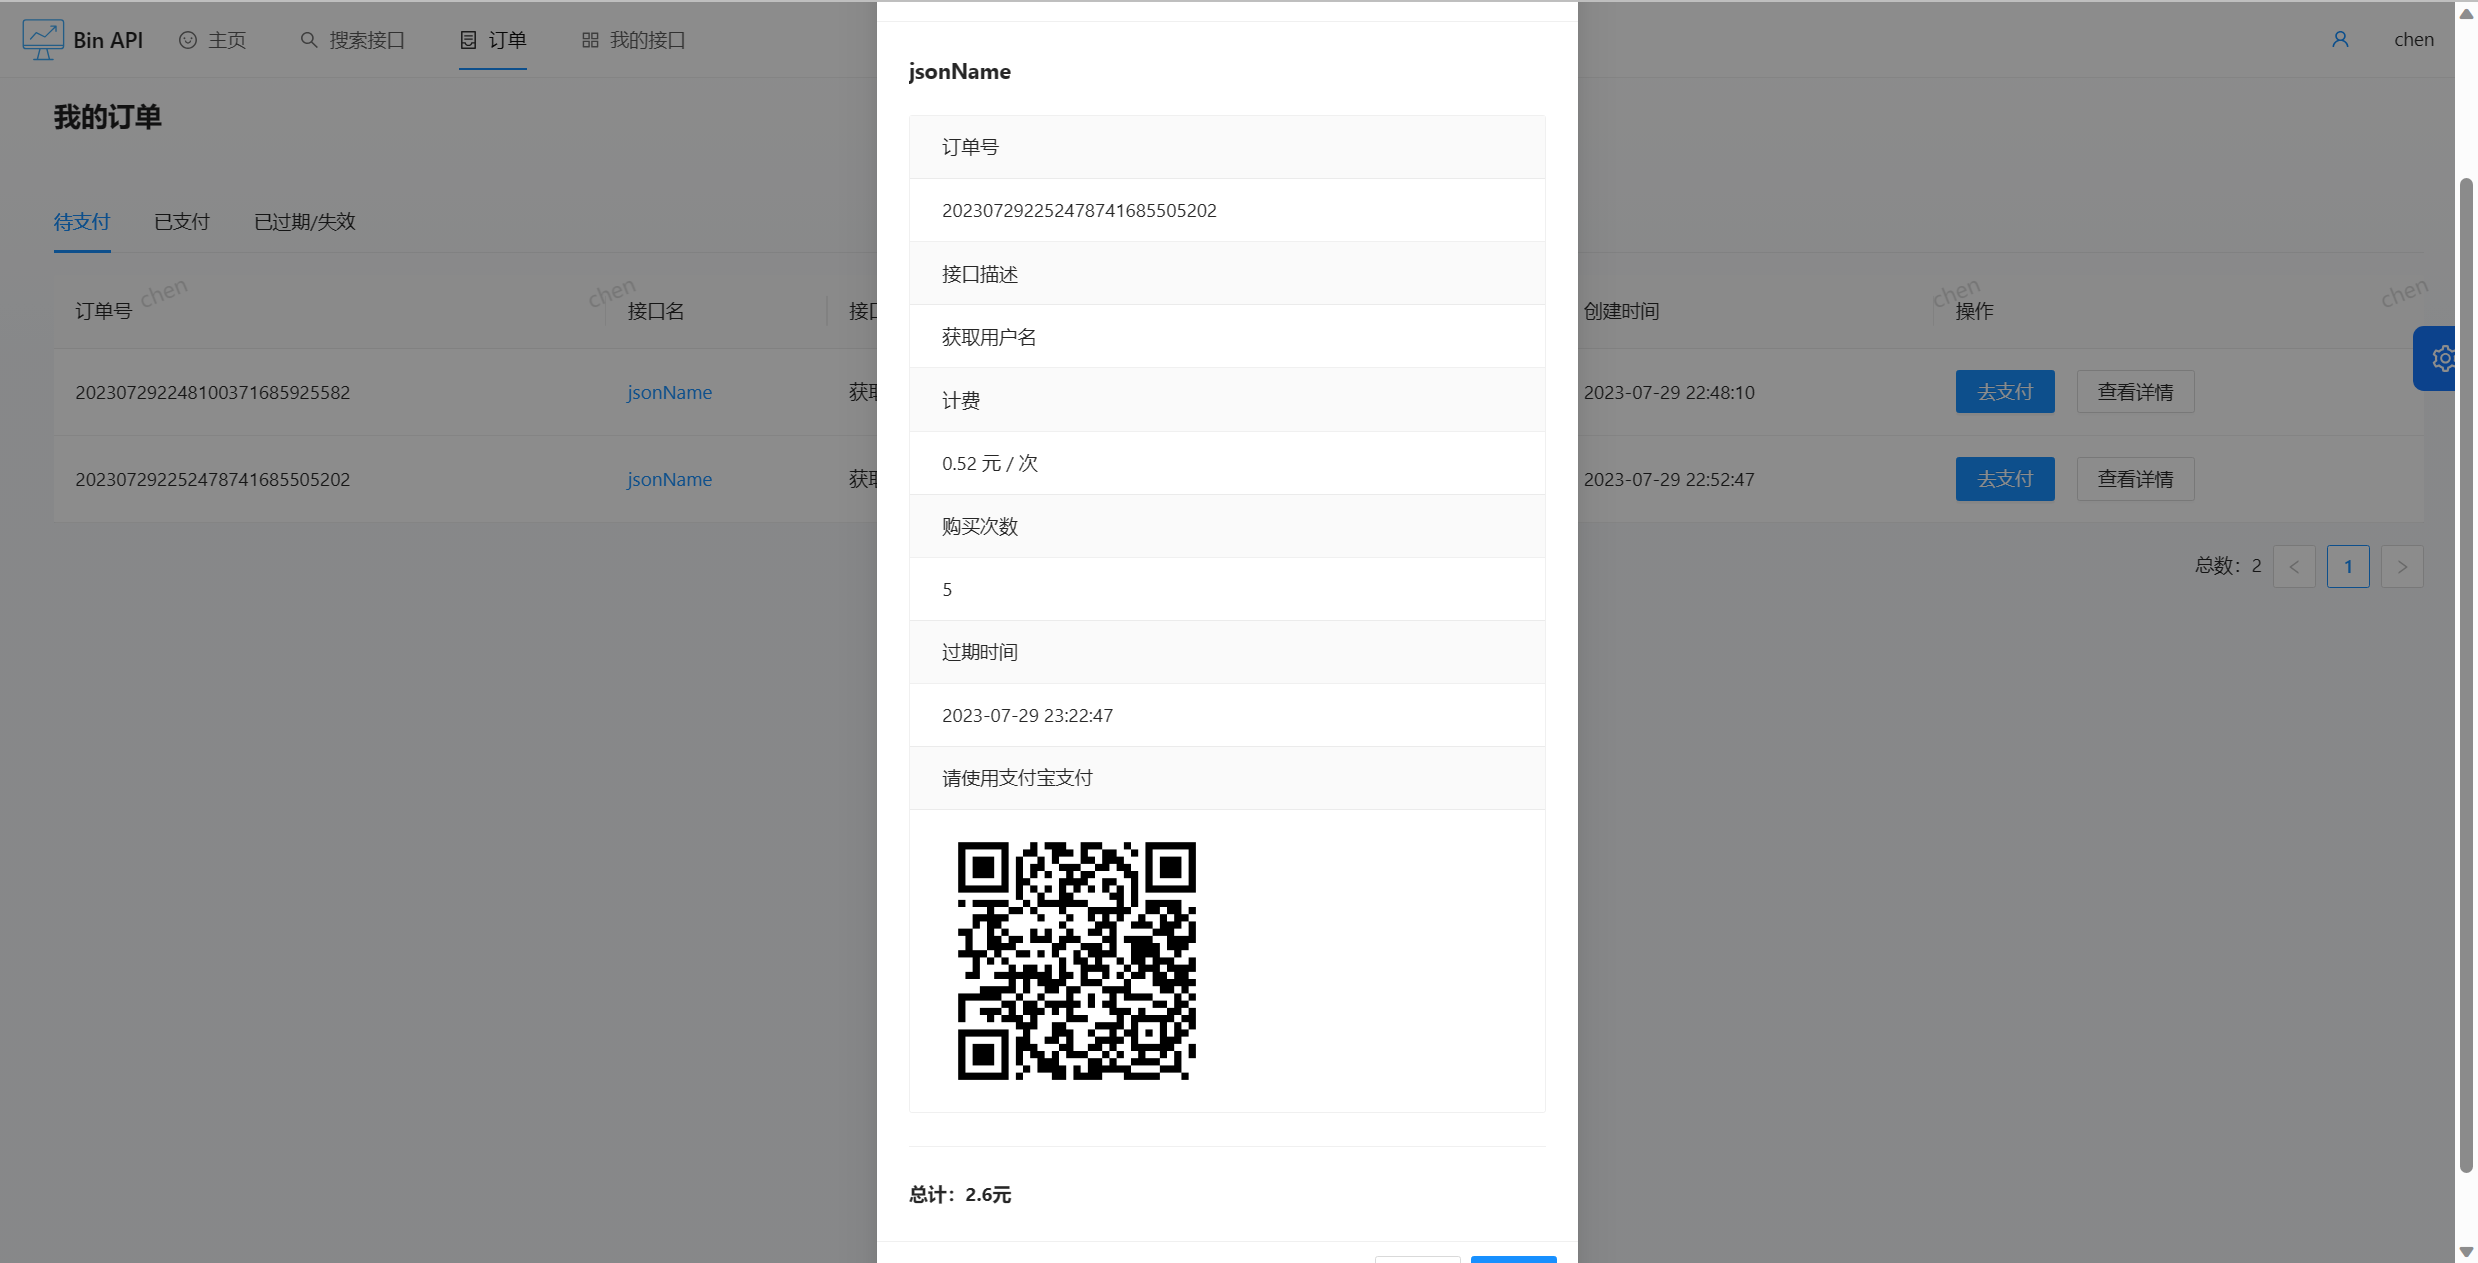 Bin API 主页 搜索接口 订单 我的接口 chen
我的订单
待支付 已支付 已过期/失效
订单号 接口名 接口 创建时间 操作
chen chen chen chen
202307292248100371685925582 jsonName 获取 2023-07-29 22:48:10 去支付 查看详情
202307292252478741685505202 jsonName 获取 2023-07-29 22:52:47 去支付 查看详情
总数：2 < 1 >
jsonName
订单号
202307292252478741685505202
接口描述
获取用户名
计费
0.52 元 / 次
购买次数
5
过期时间
2023-07-29 23:22:47
请使用支付宝支付
总计：2.6元